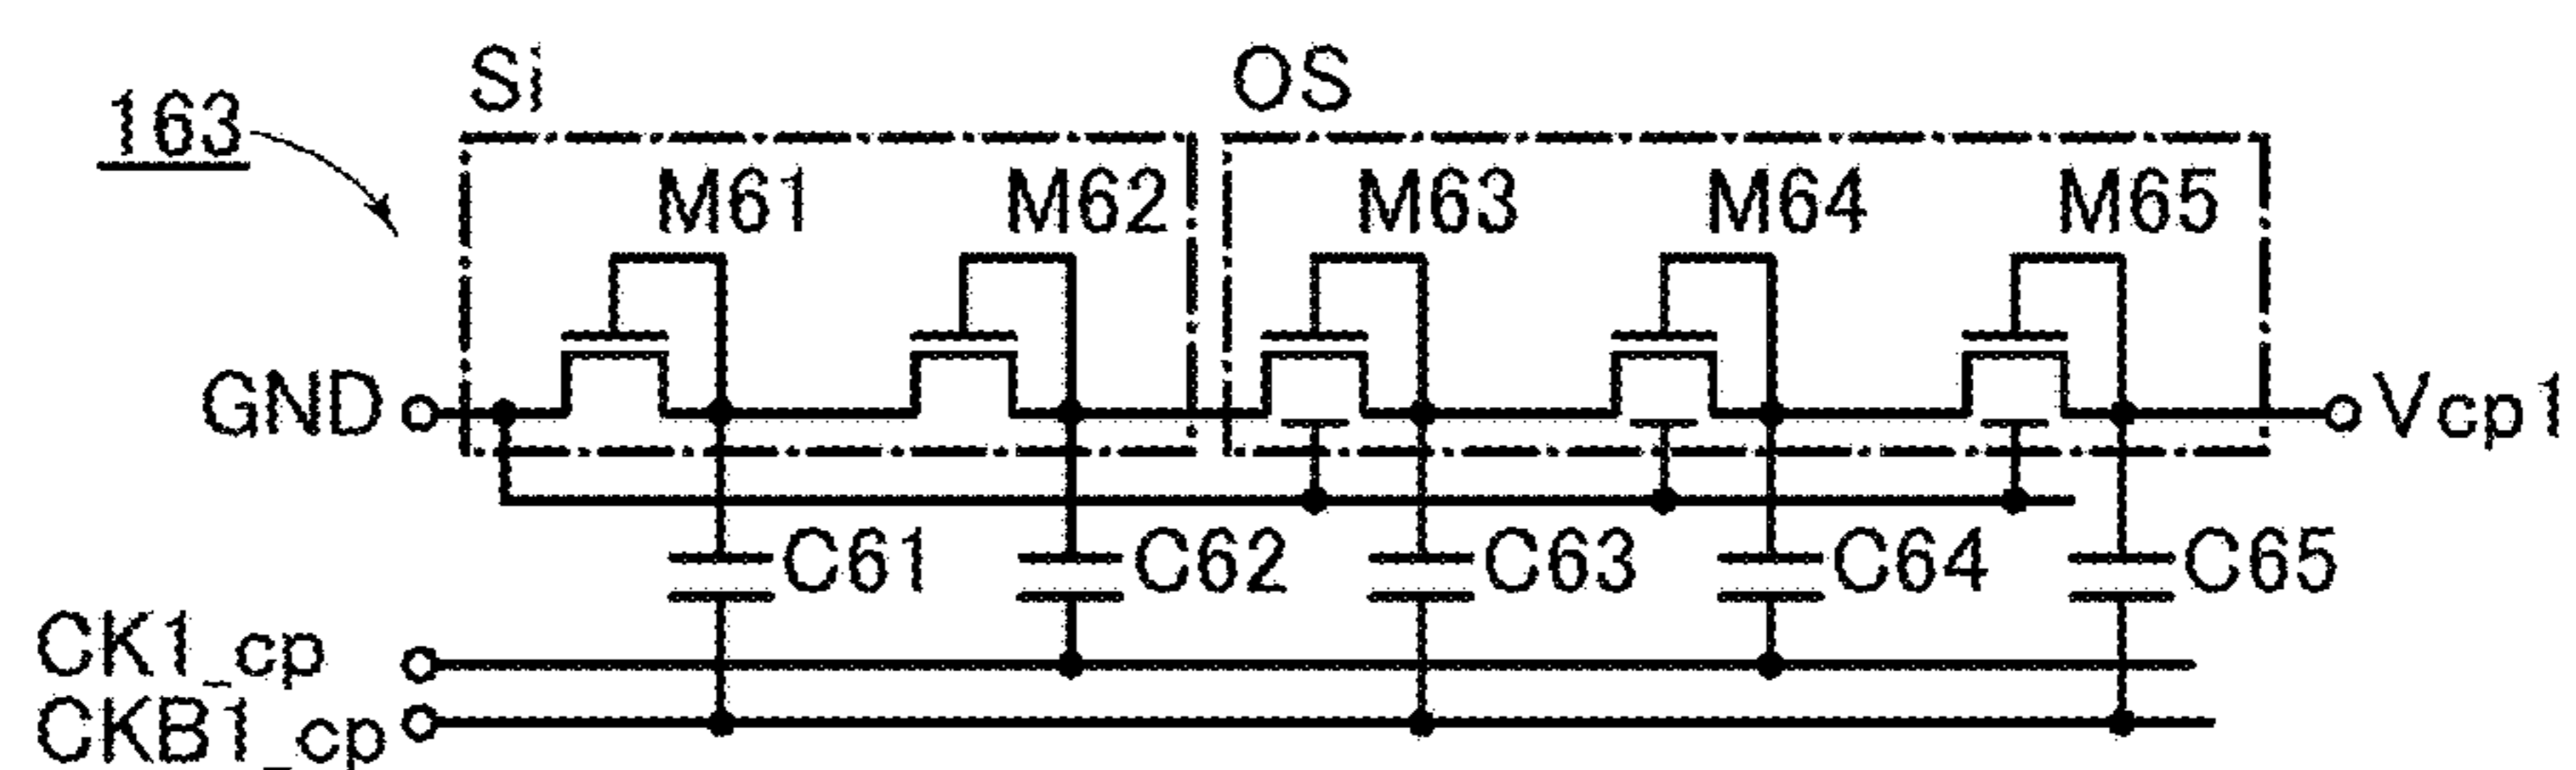 Si OS
163
M61 M62 M63 M64 M65
GND Vcp1
C61 C62 C63 C64 C65
CK1_cp
CKB1_cp